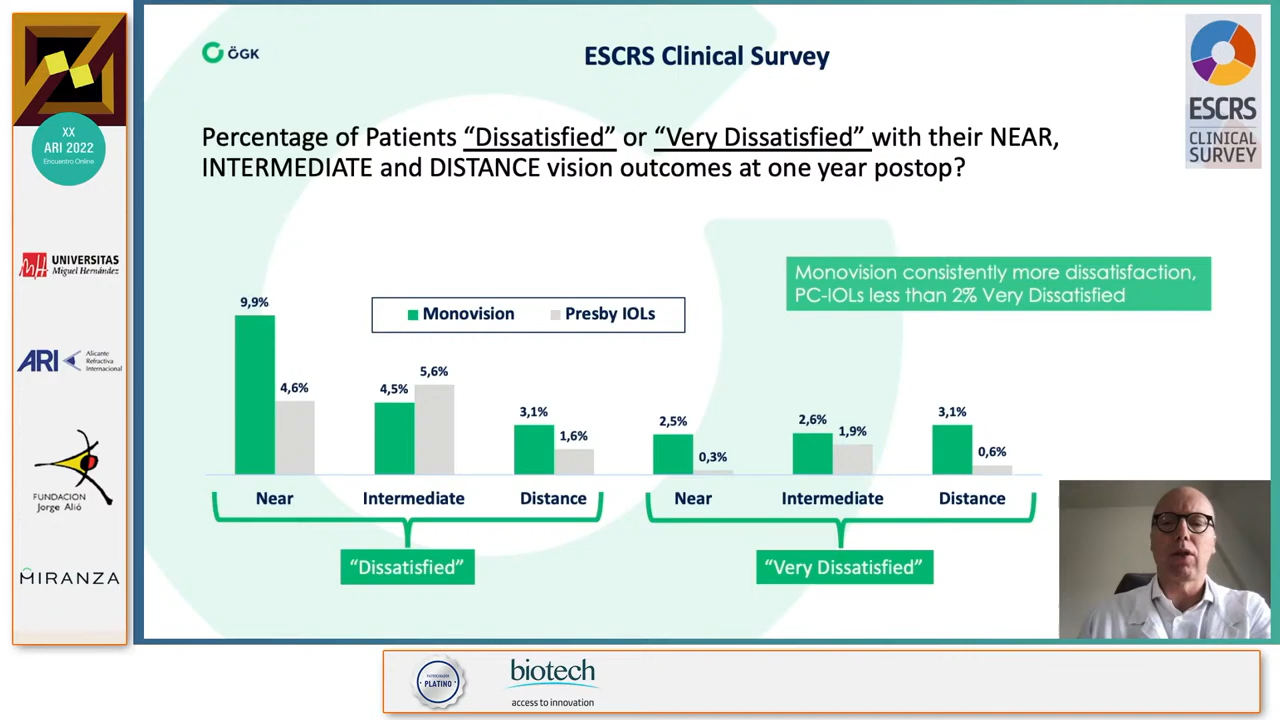 XX
ARI 2022
Encuentro Online
UNIVERSITAS
Miguel Hernández
ARI
Alicante
Refractiva
Internacional
FUNDACION
Jorge Alió
MIRANZA
ÖGK
ESCRS Clinical Survey
ESCRS
CLINICAL
SURVEY
Percentage of Patients “Dissatisfied” or “Very Dissatisfied” with their NEAR,
INTERMEDIATE and DISTANCE vision outcomes at one year postop?
Monovision consistently more dissatisfaction,
PC-IOLs less than 2% Very Dissatisfied
Monovision
Presby IOLs
9,9%
4,6%
4,5%
5,6%
3,1%
1,6%
2,5%
0,3%
2,6%
1,9%
3,1%
0,6%
Near
Intermediate
Distance
Near
Intermediate
Distance
“Dissatisfied”
“Very Dissatisfied”
PATROCINADOR
PLATINO
biotech
access to innovation